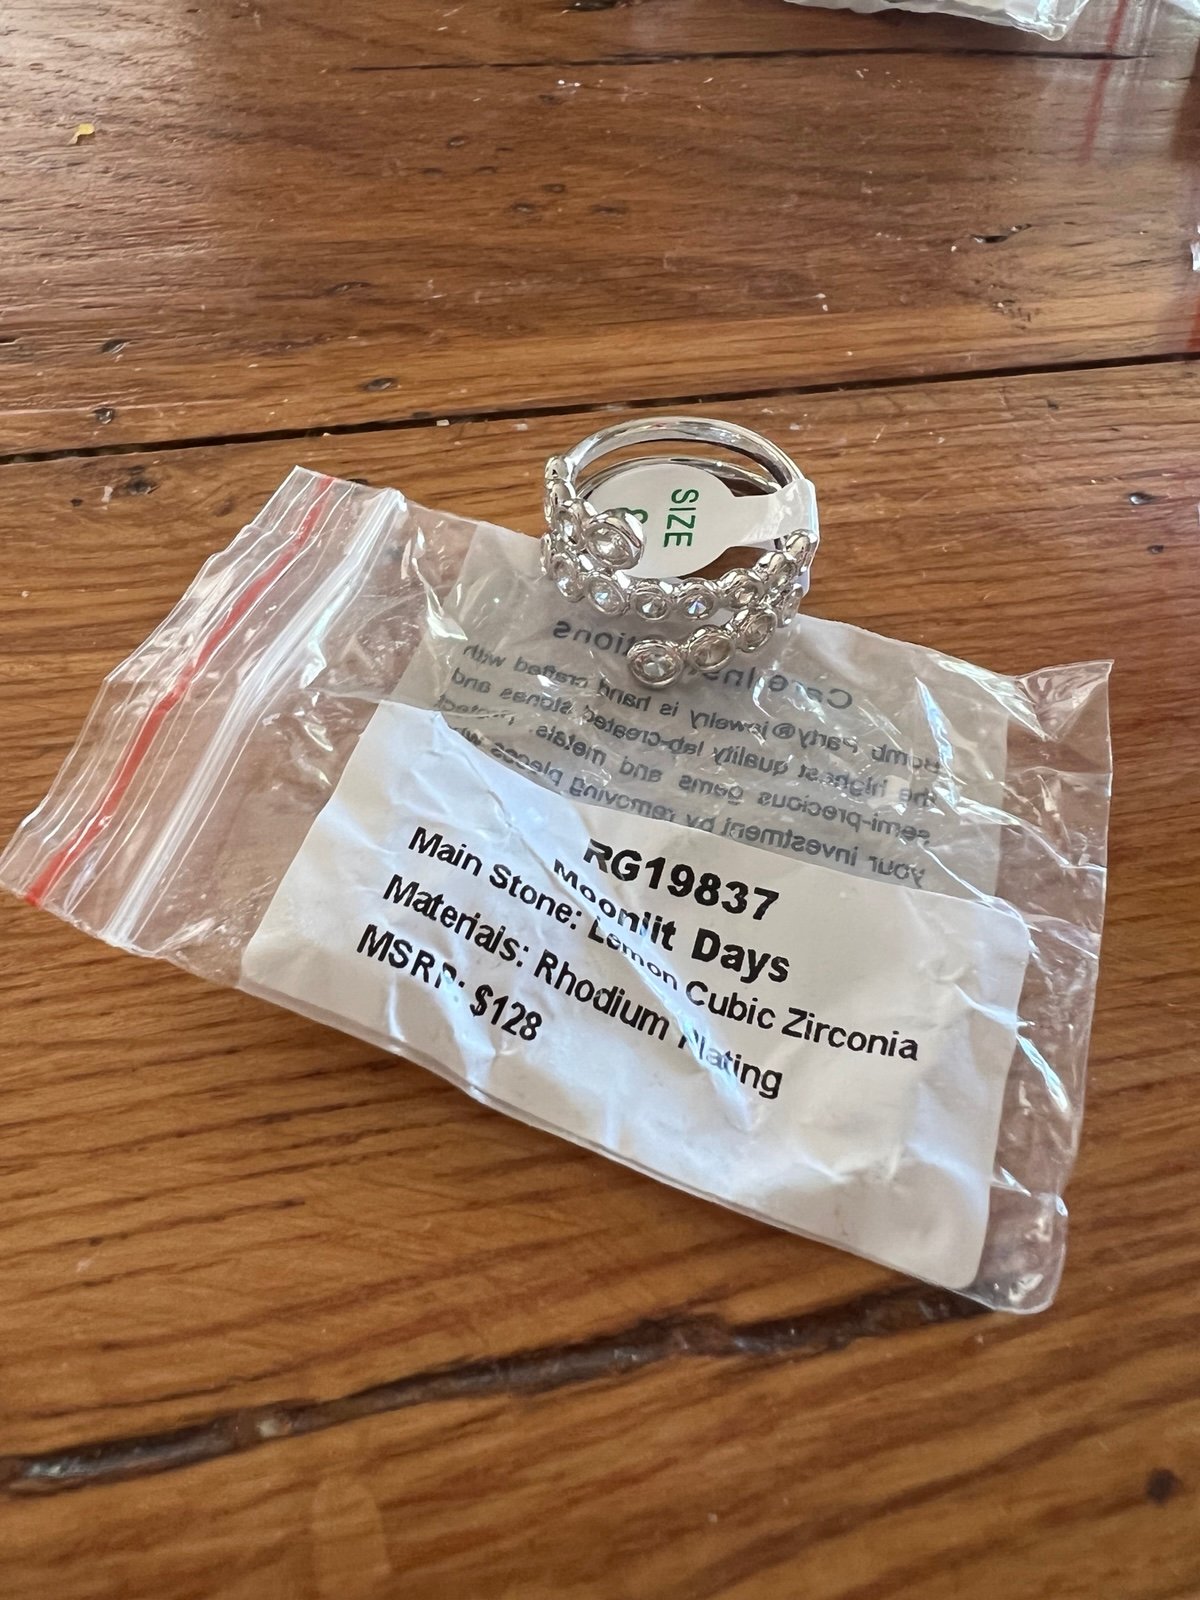 SIZE
Care
Bomb Party® jewelry is hand crafted with
the highest quality lab-created stones and
semi-precious gems and metals. protect
your investment by removing pieces
RG19837
Moonlit Days
Main Stone: Lemon Cubic Zirconia
Materials: Rhodium Plating
MSRP: $128